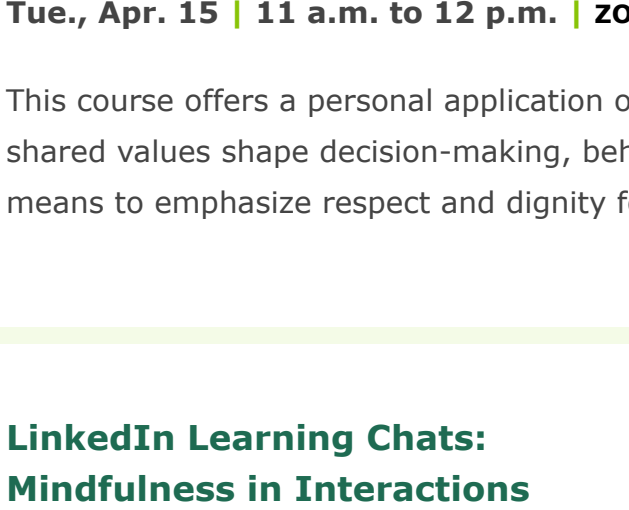 Tue., Apr. 15 | 11 a.m. to 12 p.m. |
This course offers a personal application
shared values shape decision-making,
means to emphasize respect and dignity
LinkedIn Learning Chats:
Mindfulness in Interactions